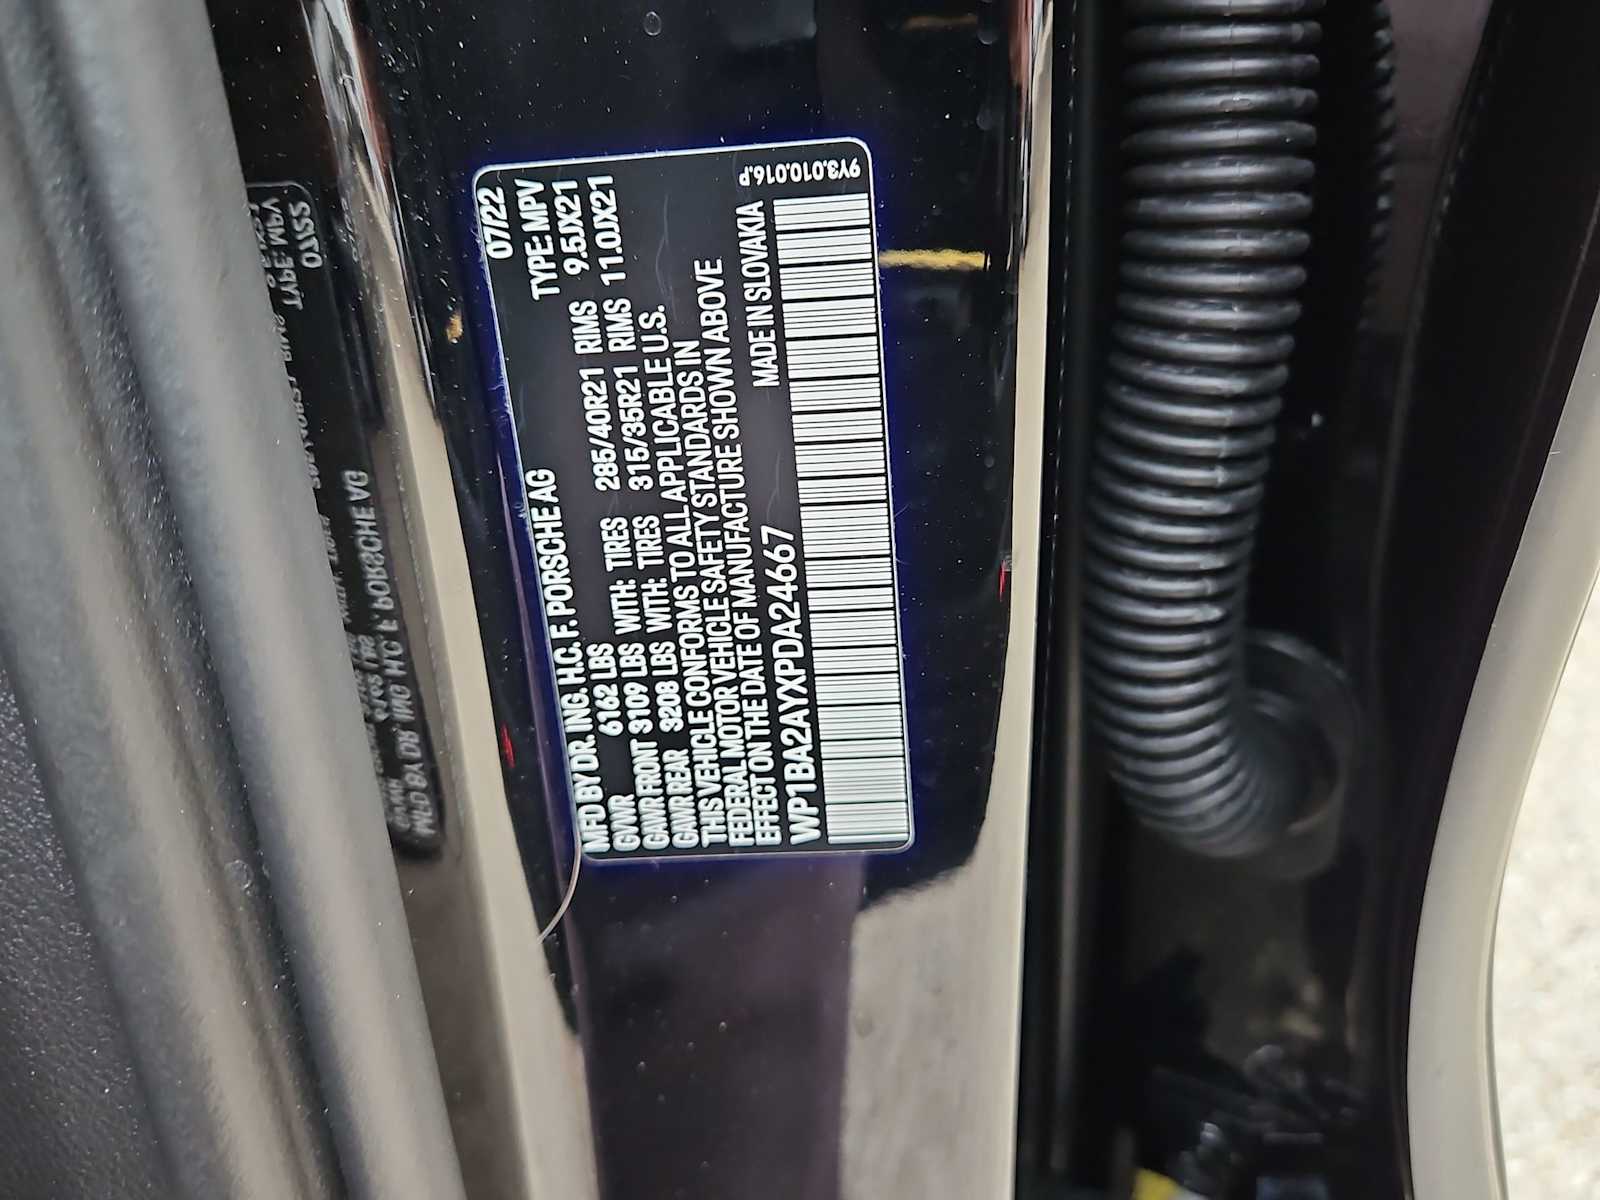 MFD BY DR. ING. H.C. F. PORSCHE AG 07/22
GVWR 6162 LBS TYPE: MPV
GAWR FRONT 3109 LBS WITH: TIRES 285/40R21 RIMS 9.5JX21
GAWR REAR 3208 LBS WITH: TIRES 315/35R21 RIMS 11.0JX21
THIS VEHICLE CONFORMS TO ALL APPLICABLE U.S.
FEDERAL MOTOR VEHICLE SAFETY STANDARDS IN
EFFECT ON THE DATE OF MANUFACTURE SHOWN ABOVE
WP1BA2AYXPDA24667 MADE IN SLOVAKIA
9Y3.010.016.P